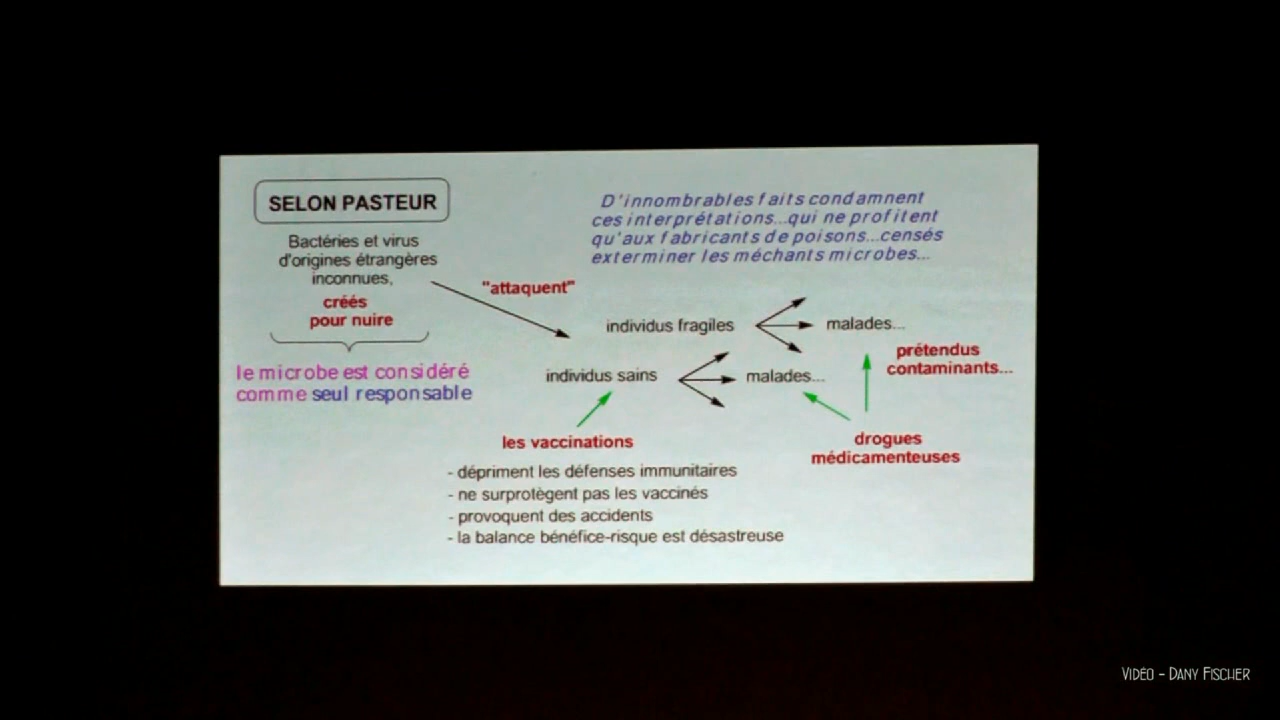 SELON PASTEUR
Bactéries et virus
d'origines étrangères
inconnues,
créés
pour nuire
le microbe est considéré
comme seul responsable
D'innombrables faits condamnent
ces interprétations...qui ne profitent
qu'aux fabricants de poisons...censés
exterminer les méchants microbes...
"attaquent"
individus fragiles
malades...
prétendus
contaminants...
individus sains
malades...
les vaccinations
- dépriment les défenses immunitaires
- ne surprotègent pas les vaccinés
- provoquent des accidents
- la balance bénéfice-risque est désastreuse
drogues
médicamenteuses
VIDÉO - DANY FISCHER